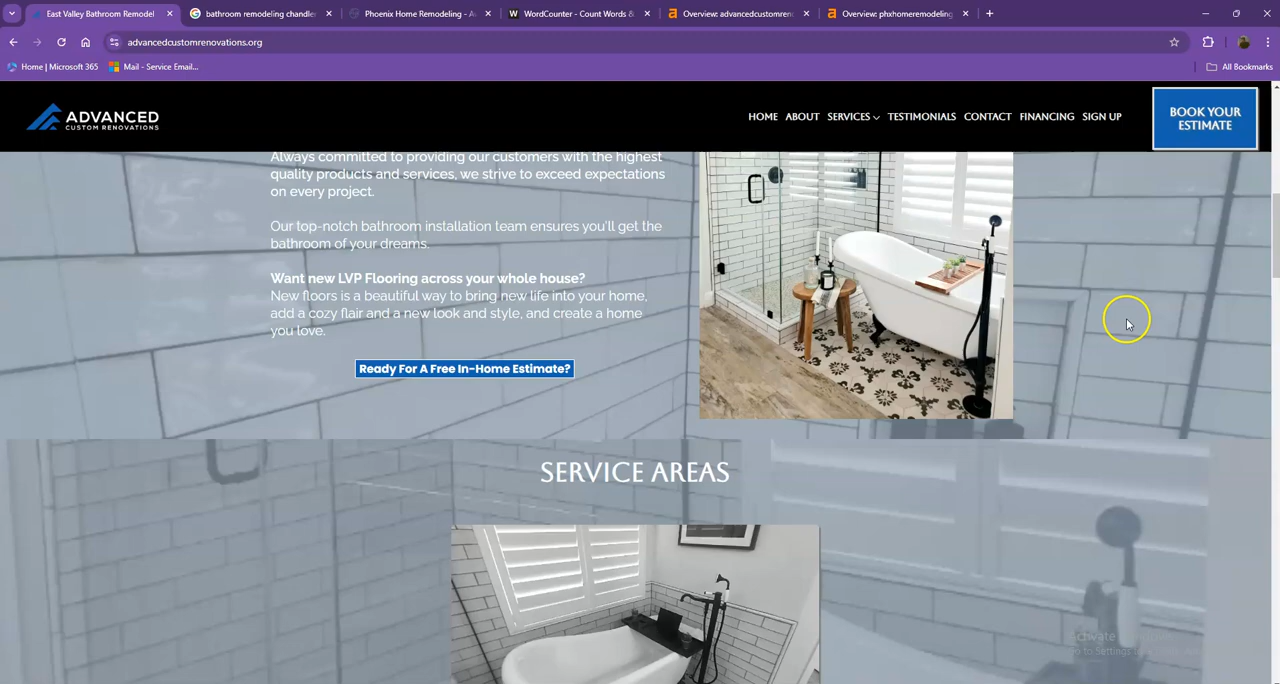 East Valley Bathroom Remodel
bathroom remodeling chandler
Phoenix Home Remodeling - A
WordCounter - Count Words &
Overview: advancedcustomren
Overview: phxhomeremodeling
advancedcustomrenovations.org
Home | Microsoft 365
Mail - Service Email...
All Bookmarks
ADVANCED
CUSTOM RENOVATIONS
HOME ABOUT SERVICES TESTIMONIALS CONTACT FINANCING SIGN UP
BOOK YOUR
ESTIMATE
Always committed to providing our customers with the highest
quality products and services, we strive to exceed expectations
on every project.
Our top-notch bathroom installation team ensures you'll get the
bathroom of your dreams.
Want new LVP Flooring across your whole house?
New floors is a beautiful way to bring new life into your home,
add a cozy flair and a new look and style, and create a home
you love.
Ready For A Free In-Home Estimate?
SERVICE AREAS
Activate
Go to Settings to